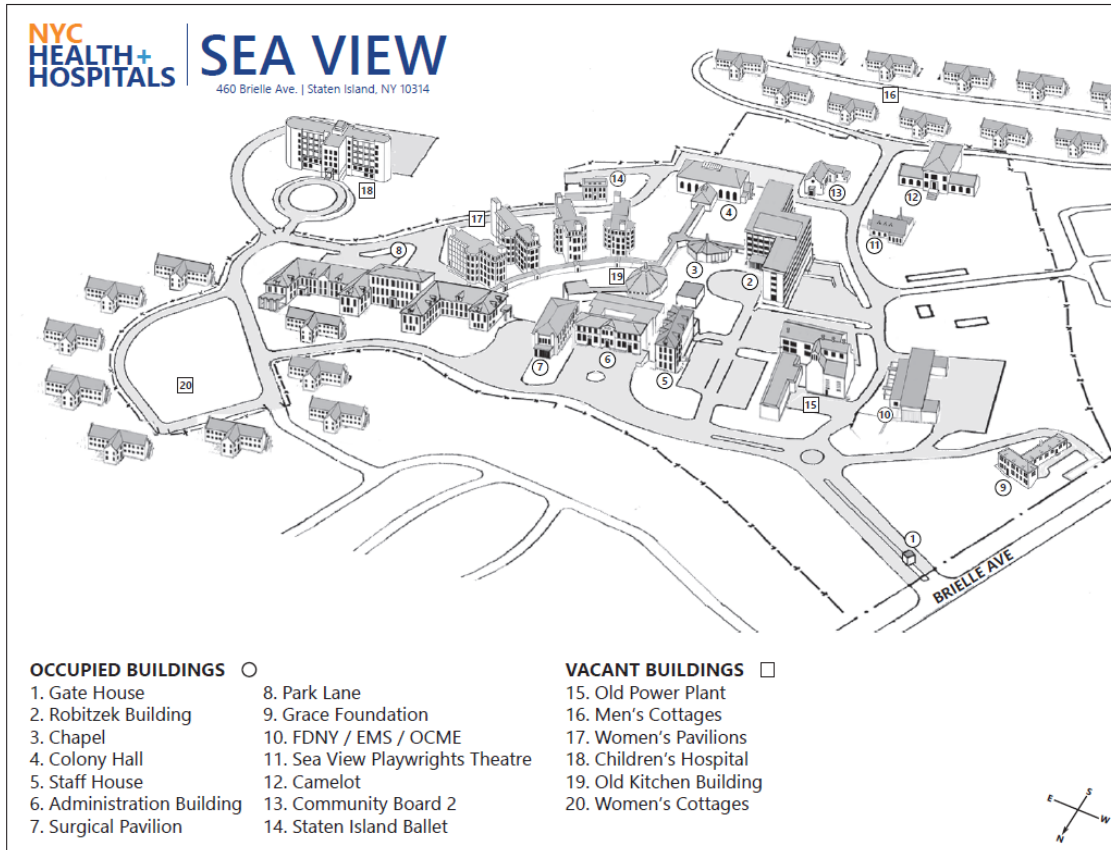 NYC
HEALTH+
HOSPITALS
SEA VIEW
460 Brielle Ave. | Staten Island, NY 10314
16
14
18
13
12
4
17
11
8
3
19
2
7
6
5
20
15
10
9
1
BRIELLE AVE
OCCUPIED BUILDINGS
1. Gate House
2. Robitzek Building
3. Chapel
4. Colony Hall
5. Staff House
6. Administration Building
7. Surgical Pavilion
8. Park Lane
9. Grace Foundation
10. FDNY / EMS / OCME
11. Sea View Playwrights Theatre
12. Camelot
13. Community Board 2
14. Staten Island Ballet
VACANT BUILDINGS
15. Old Power Plant
16. Men's Cottages
17. Women's Pavilions
18. Children's Hospital
19. Old Kitchen Building
20. Women's Cottages
S
E
W
N